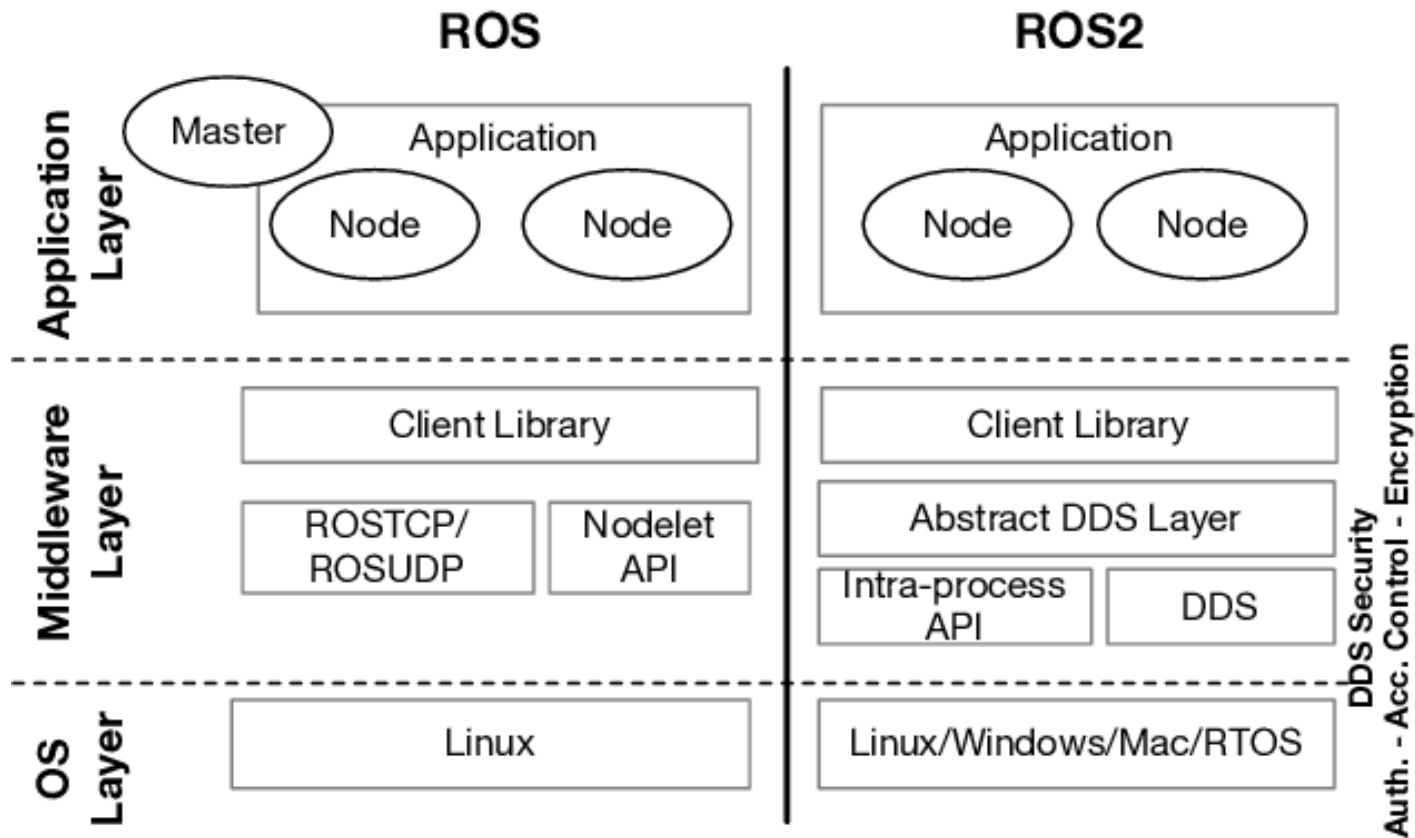 ROS
ROS2
Application
Layer
Master
Application
Node
Node
Application
Node
Node
Middleware
Layer
Client Library
ROSTCP/
ROSUDP
Nodelet
API
Client Library
Abstract DDS Layer
Intra-process
API
DDS
OS
Layer
Linux
Linux/Windows/Mac/RTOS
DDS Security
Auth. - Acc. Control - Encryption